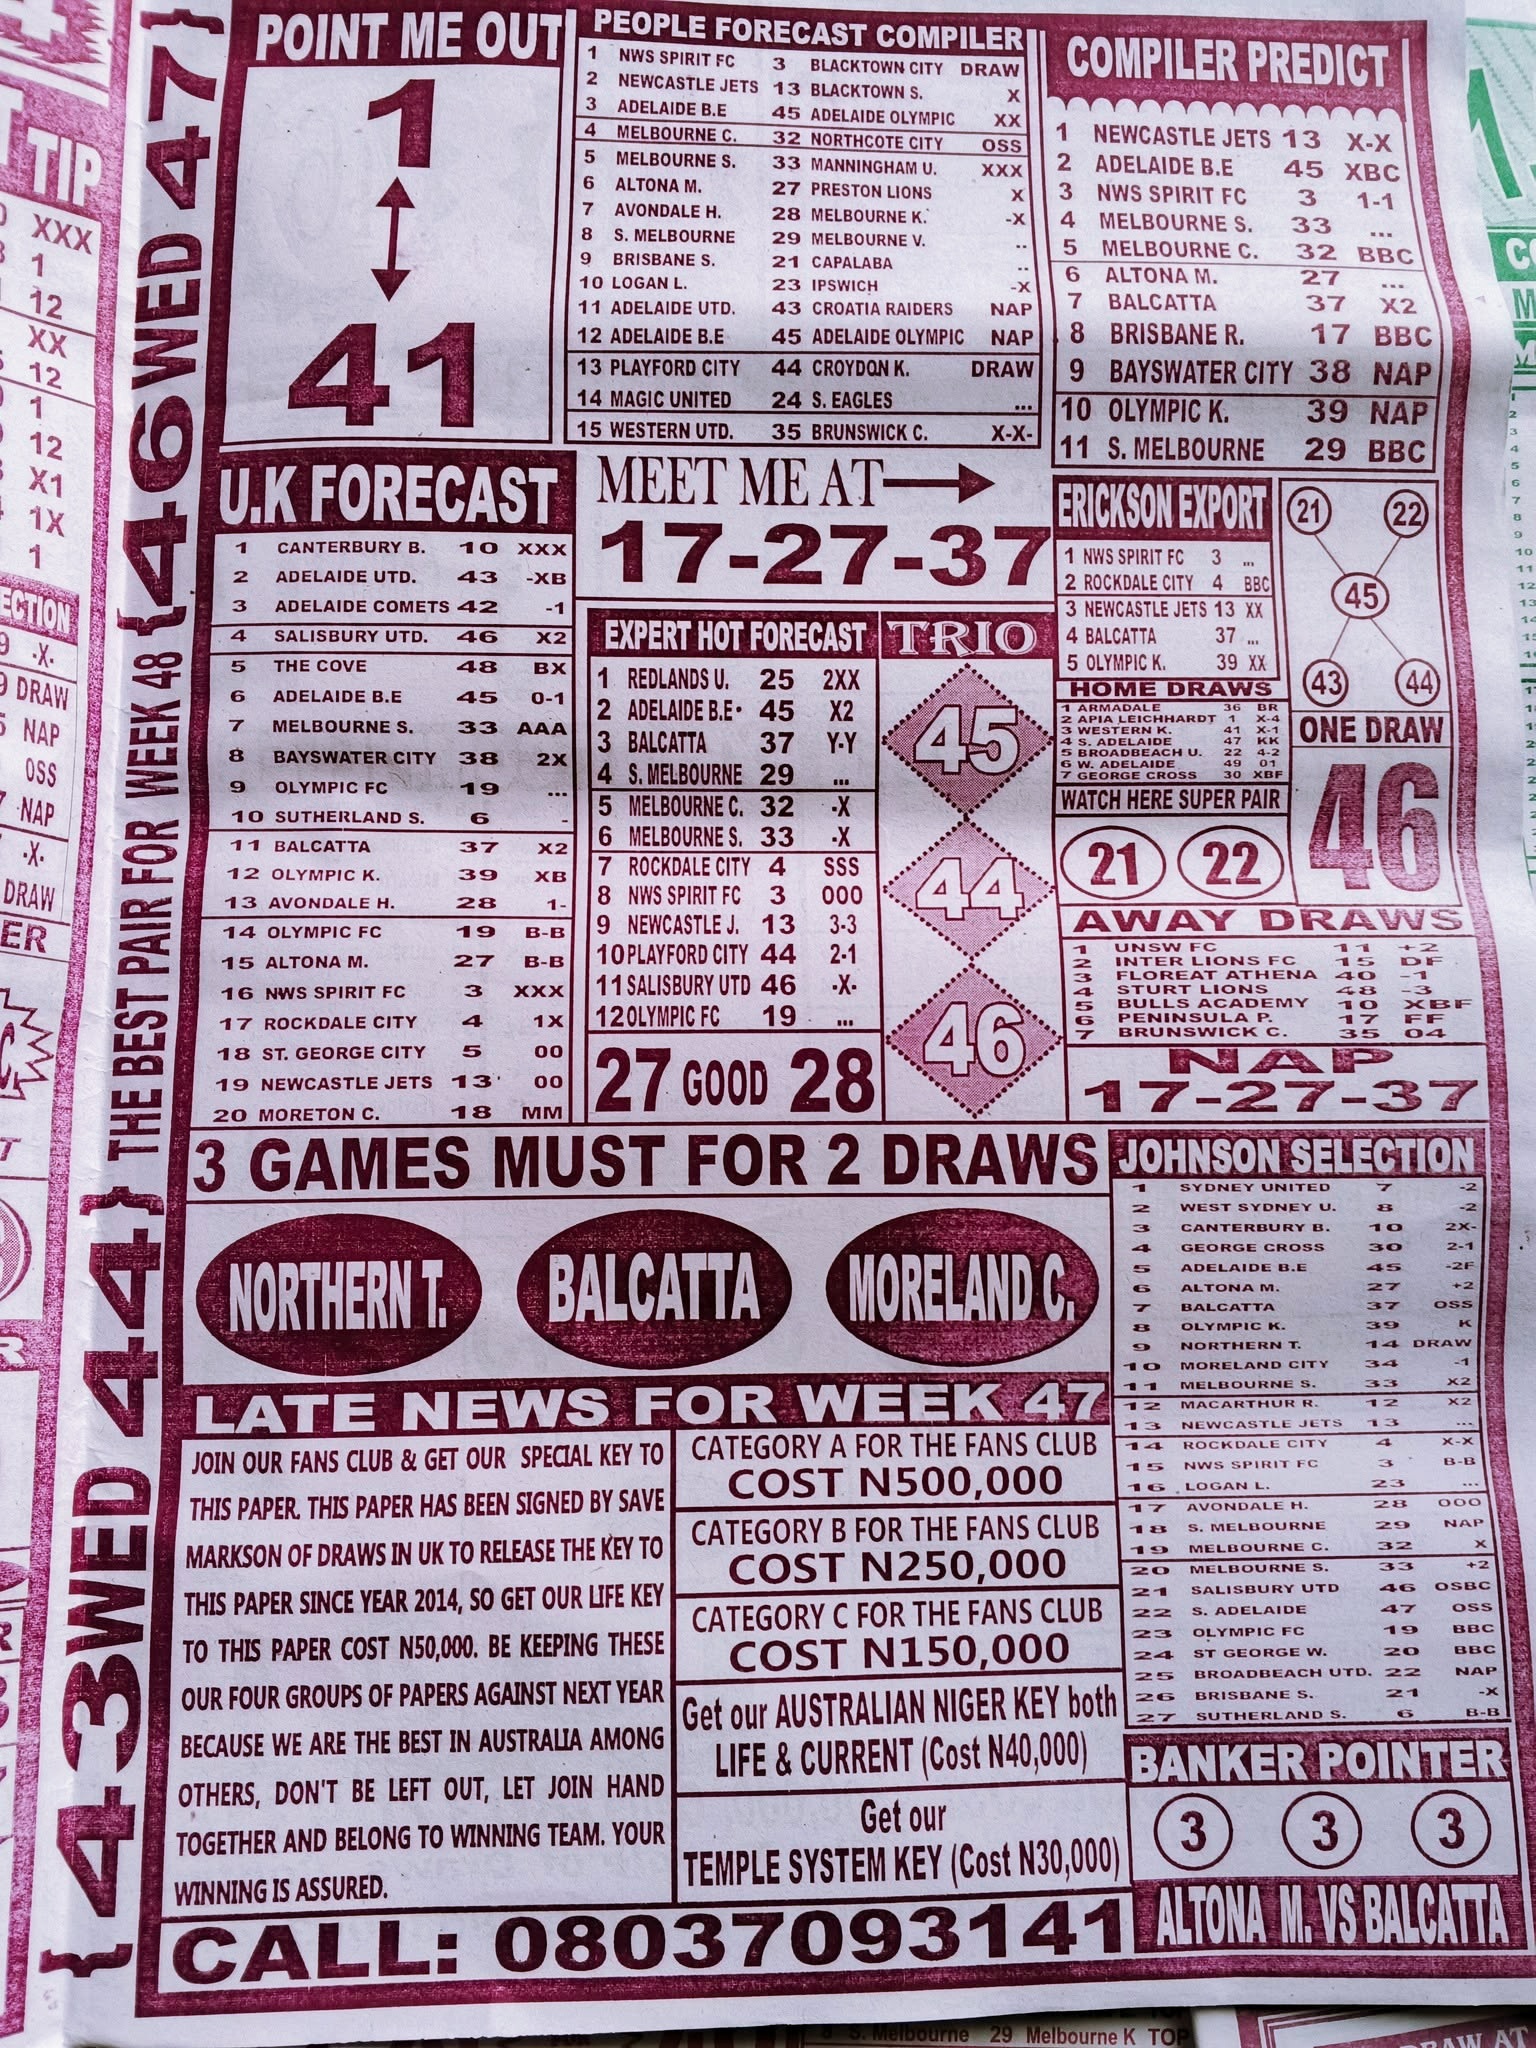 {43WED 44} THE BEST PAIR FOR WEEK 48 {46WED 47}
POINT ME OUT
1
41
PEOPLE FORECAST COMPILER
1 NWS SPIRIT FC 3 BLACKTOWN CITY DRAW
2 NEWCASTLE JETS 13 BLACKTOWN S. X
3 ADELAIDE B.E 45 ADELAIDE OLYMPIC XX
4 MELBOURNE C. 32 NORTHCOTE CITY OSS
5 MELBOURNE S. 33 MANNINGHAM U. XXX
6 ALTONA M. 27 PRESTON LIONS X
7 AVONDALE H. 28 MELBOURNE K. -X
8 S. MELBOURNE 29 MELBOURNE V. ..
9 BRISBANE S. 21 CAPALABA ..
10 LOGAN L. 23 IPSWICH -X
11 ADELAIDE UTD. 43 CROATIA RAIDERS NAP
12 ADELAIDE B.E 45 ADELAIDE OLYMPIC NAP
13 PLAYFORD CITY 44 CROYDON K. DRAW
14 MAGIC UNITED 24 S. EAGLES ...
15 WESTERN UTD. 35 BRUNSWICK C. X-X-
COMPILER PREDICT
1 NEWCASTLE JETS 13 X-X
2 ADELAIDE B.E 45 XBC
3 NWS SPIRIT FC 3 1-1
4 MELBOURNE S. 33 ...
5 MELBOURNE C. 32 BBC
6 ALTONA M. 27 ...
7 BALCATTA 37 X2
8 BRISBANE R. 17 BBC
9 BAYSWATER CITY 38 NAP
10 OLYMPIC K. 39 NAP
11 S. MELBOURNE 29 BBC
U.K FORECAST
1 CANTERBURY B. 10 XXX
2 ADELAIDE UTD. 43 -XB
3 ADELAIDE COMETS 42 -1
4 SALISBURY UTD. 46 X2
5 THE COVE 48 BX
6 ADELAIDE B.E 45 0-1
7 MELBOURNE S. 33 AAA
8 BAYSWATER CITY 38 2X
9 OLYMPIC FC 19 ...
10 SUTHERLAND S. 6 -
11 BALCATTA 37 X2
12 OLYMPIC K. 39 XB
13 AVONDALE H. 28 1-
14 OLYMPIC FC 19 B-B
15 ALTONA M. 27 B-B
16 NWS SPIRIT FC 3 XXX
17 ROCKDALE CITY 4 1X
18 ST. GEORGE CITY 5 00
19 NEWCASTLE JETS 13 00
20 MORETON C. 18 MM
MEET ME AT
17-27-37
EXPERT HOT FORECAST
1 REDLANDS U. 25 2XX
2 ADELAIDE B.E 45 X2
3 BALCATTA 37 Y-Y
4 S. MELBOURNE 29 ...
5 MELBOURNE C. 32 -X
6 MELBOURNE S. 33 -X
7 ROCKDALE CITY 4 SSS
8 NWS SPIRIT FC 3 000
9 NEWCASTLE J. 13 3-3
10 PLAYFORD CITY 44 2-1
11 SALISBURY UTD 46 -X-
12 OLYMPIC FC 19 ...
27 GOOD 28
TRIO
45
44
46
ERICKSON EXPORT
1 NWS SPIRIT FC 3 ...
2 ROCKDALE CITY 4 BBC
3 NEWCASTLE JETS 13 XX
4 BALCATTA 37 ...
5 OLYMPIC K. 39 XX
HOME DRAWS
1 ARMADALE 36 BR
2 APIA LEICHHARDT 1 X-4
3 WESTERN K. 41 X-1
4 S. ADELAIDE 47 KK
5 BROADBEACH U. 22 4-2
6 W. ADELAIDE 49 01
7 GEORGE CROSS 30 XBF
WATCH HERE SUPER PAIR
21 22
21 22
45
43 44
ONE DRAW
46
AWAY DRAWS
1 UNSW FC 11 +2
2 INTER LIONS FC 15 DF
3 FLOREAT ATHENA 40 -1
4 STURT LIONS 48 -3
5 BULLS ACADEMY 10 XBF
6 PENINSULA P. 17 FF
7 BRUNSWICK C. 35 04
NAP
17-27-37
3 GAMES MUST FOR 2 DRAWS
NORTHERN T.
BALCATTA
MORELAND C.
JOHNSON SELECTION
1 SYDNEY UNITED 7 -2
2 WEST SYDNEY U. 8 -2
3 CANTERBURY B. 10 2X-
4 GEORGE CROSS 30 2-1
5 ADELAIDE B.E 45 -2F
6 ALTONA M. 27 +2
7 BALCATTA 37 OSS
8 OLYMPIC K. 39 K
9 NORTHERN T. 14 DRAW
10 MORELAND CITY 34 -1
11 MELBOURNE S. 33 X2
12 MACARTHUR R. 12 X2
13 NEWCASTLE JETS 13 ...
14 ROCKDALE CITY 4 X-X
15 NWS SPIRIT FC 3 B-B
16 LOGAN L. 23 ...
17 AVONDALE H. 28 000
18 S. MELBOURNE 29 NAP
19 MELBOURNE C. 32 X
20 MELBOURNE S. 33 +2
21 SALISBURY UTD 46 OSBC
22 S. ADELAIDE 47 OSS
23 OLYMPIC FC 19 BBC
24 ST GEORGE W. 20 BBC
25 BROADBEACH UTD. 22 NAP
26 BRISBANE S. 21 -X
27 SUTHERLAND S. 6 B-B
LATE NEWS FOR WEEK 47
JOIN OUR FANS CLUB & GET OUR SPECIAL KEY TO
THIS PAPER. THIS PAPER HAS BEEN SIGNED BY SAVE
MARKSON OF DRAWS IN UK TO RELEASE THE KEY TO
THIS PAPER SINCE YEAR 2014, SO GET OUR LIFE KEY
TO THIS PAPER COST N50,000. BE KEEPING THESE
OUR FOUR GROUPS OF PAPERS AGAINST NEXT YEAR
BECAUSE WE ARE THE BEST IN AUSTRALIA AMONG
OTHERS, DON'T BE LEFT OUT, LET JOIN HAND
TOGETHER AND BELONG TO WINNING TEAM. YOUR
WINNING IS ASSURED.
CATEGORY A FOR THE FANS CLUB
COST N500,000
CATEGORY B FOR THE FANS CLUB
COST N250,000
CATEGORY C FOR THE FANS CLUB
COST N150,000
Get our AUSTRALIAN NIGER KEY both
LIFE & CURRENT (Cost N40,000)
Get our
TEMPLE SYSTEM KEY (Cost N30,000)
BANKER POINTER
3 3 3
ALTONA M. VS BALCATTA
CALL: 08037093141
TIP
XXX
1
12
XX
12
1
12
X1
1X
1
-X-
DRAW
NAP
OSS
NAP
-X-
DRAW
8 S. Melbourne 29 Melbourne K TOP